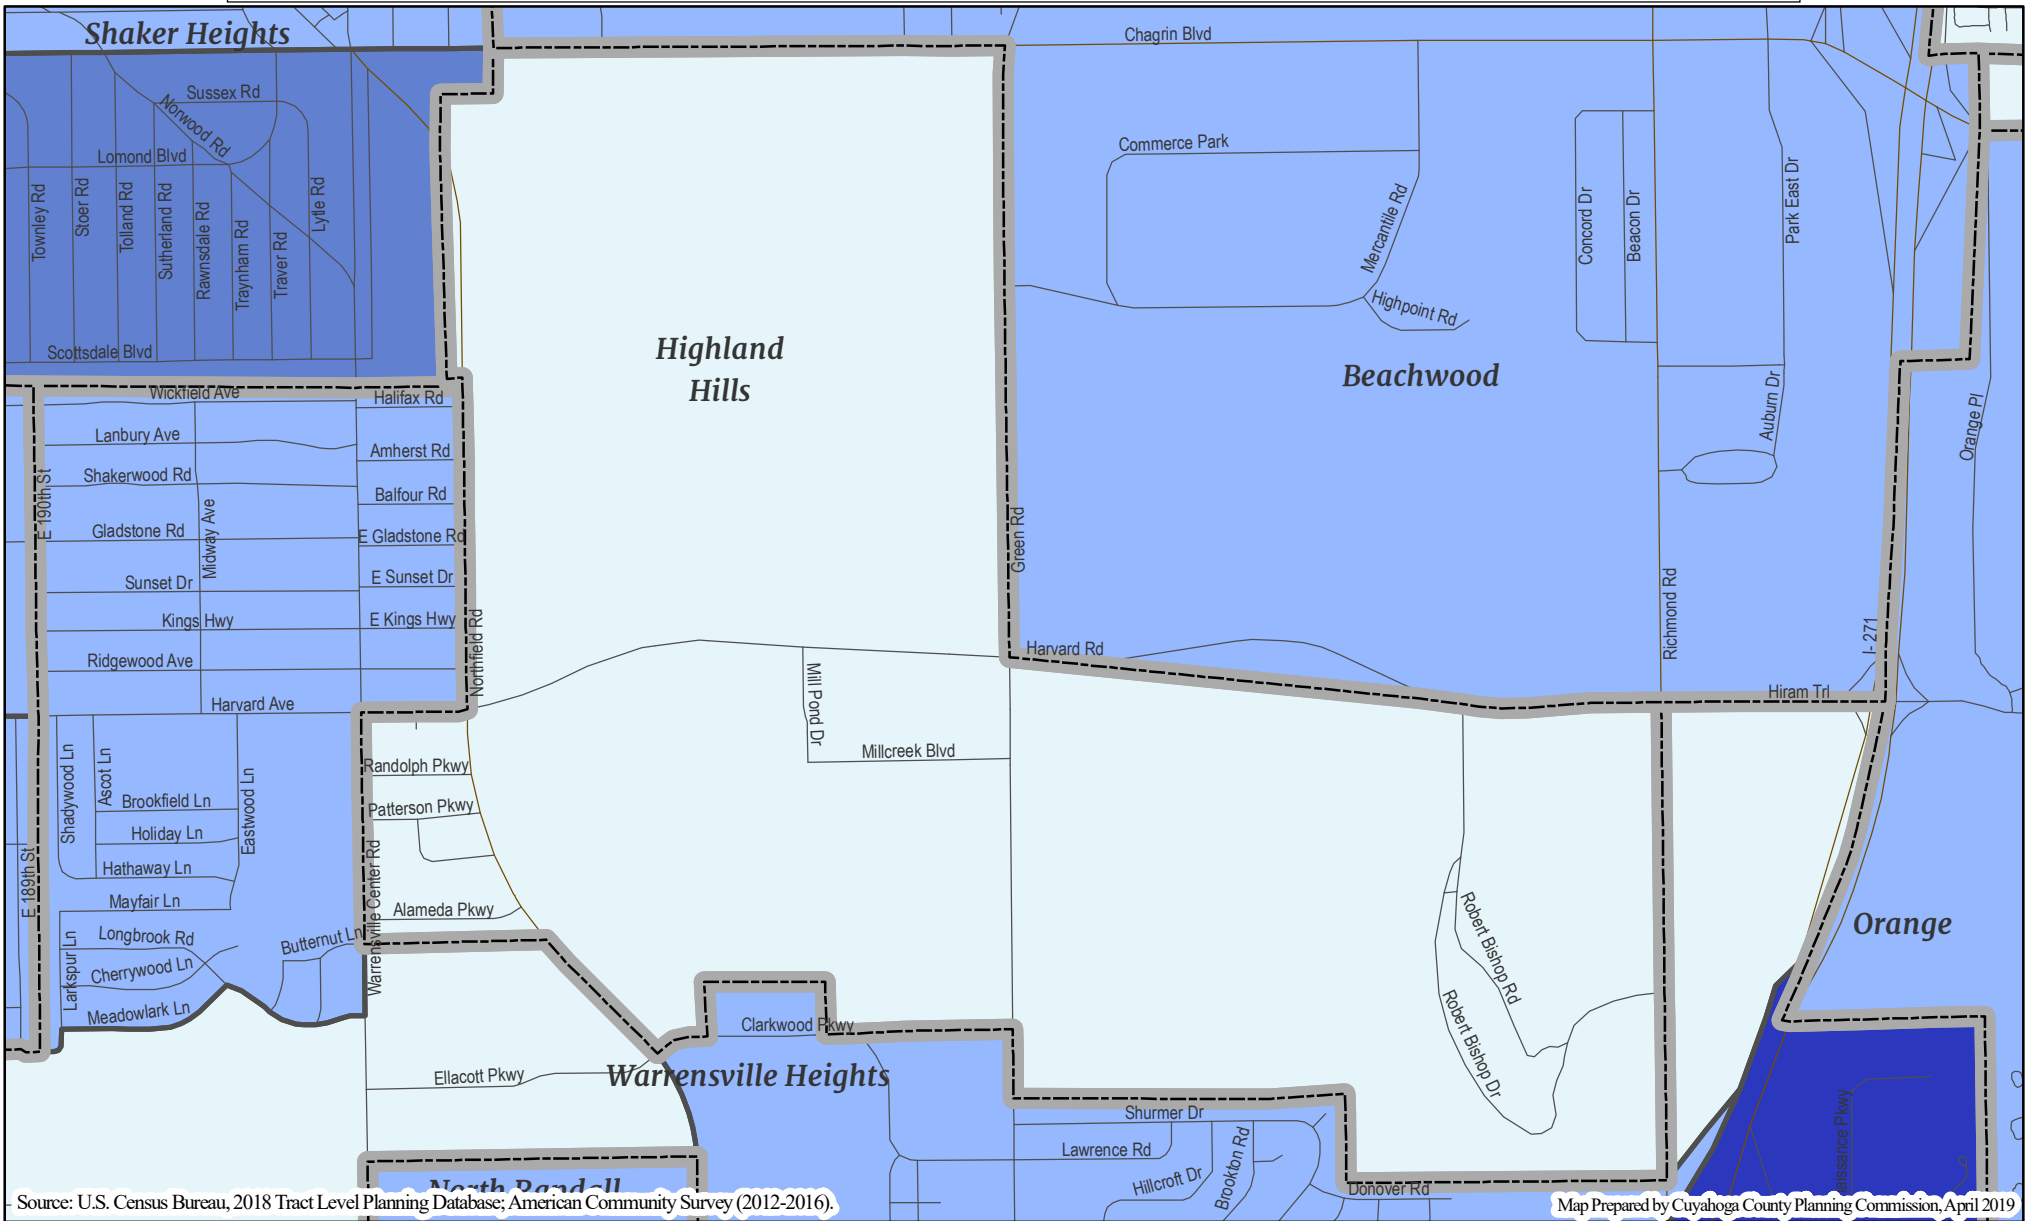 Shaker Heights
Chagrin Blvd
Sussex Rd
Norwood Rd
Lomond Blvd
Townley Rd
Stoer Rd
Tolland Rd
Sutherland Rd
Rawnsdale Rd
Traynham Rd
Traver Rd
Lytle Rd
Scottsdale Blvd
Commerce Park
Mercantile Rd
Highpoint Rd
Concord Dr
Beacon Dr
Park East Dr
Highland
Hills
Beachwood
Auburn Dr
Orange Pl
Wickfield Ave
Halifax Rd
Lanbury Ave
Amherst Rd
Shakerwood Rd
E 190th St
Balfour Rd
Midway Ave
Gladstone Rd
E Gladstone Rd
Green Rd
Sunset Dr
E Sunset Dr
Kings Hwy
E Kings Hwy
Northfield Rd
Richmond Rd
I- 271
Ridgewood Ave
Harvard Rd
Harvard Ave
Hiram Trl
Mill Pond Dr
Millcreek Blvd
Shadywood Ln
Ascot Ln
Eastwood Ln
Randolph Pkwy
Patterson Pkwy
Brookfield Ln
Holiday Ln
Hathaway Ln
E 189th St
Mayfair Ln
Warrensville Center Rd
Alameda Pkwy
Robert Bishop Rd
Orange
Longbrook Rd
Butternut Ln
Larkspur Ln
Cherrywood Ln
Meadowlark Ln
Robert Bishop Dr
Clarkwood Pkwy
Ellacott Pkwy
Warrensville Heights
Shurmer Dr
Lawrence Rd
Hillcroft Dr
Brookton Rd
Donover Rd
aissance Pkwy
North Randall
Source: U.S. Census Bureau, 2018 Tract Level Planning Database; American Community Survey (2012-2016).
Map Prepared by Cuyahoga County Planning Commission, April 2019